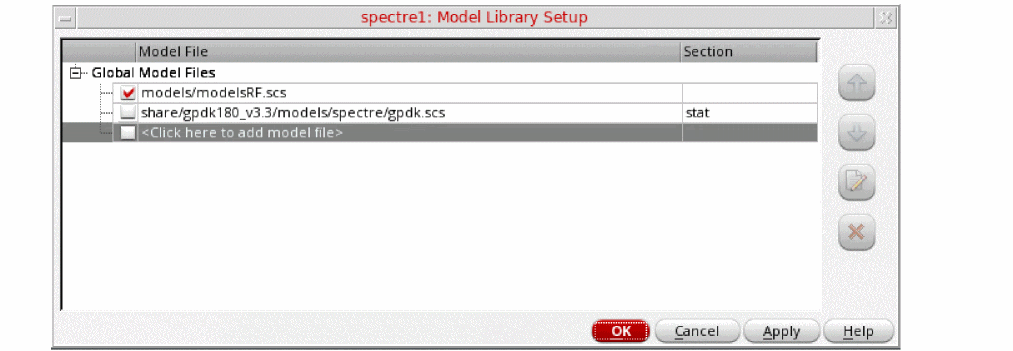 spectre1: Model Library Setup
Model File Section
Global Model Files
models/modelsRF.scs
share/gpdk180_v3.3/models/spectre/gpdk.scs stat
<Click here to add model file>
OK Cancel Apply Help